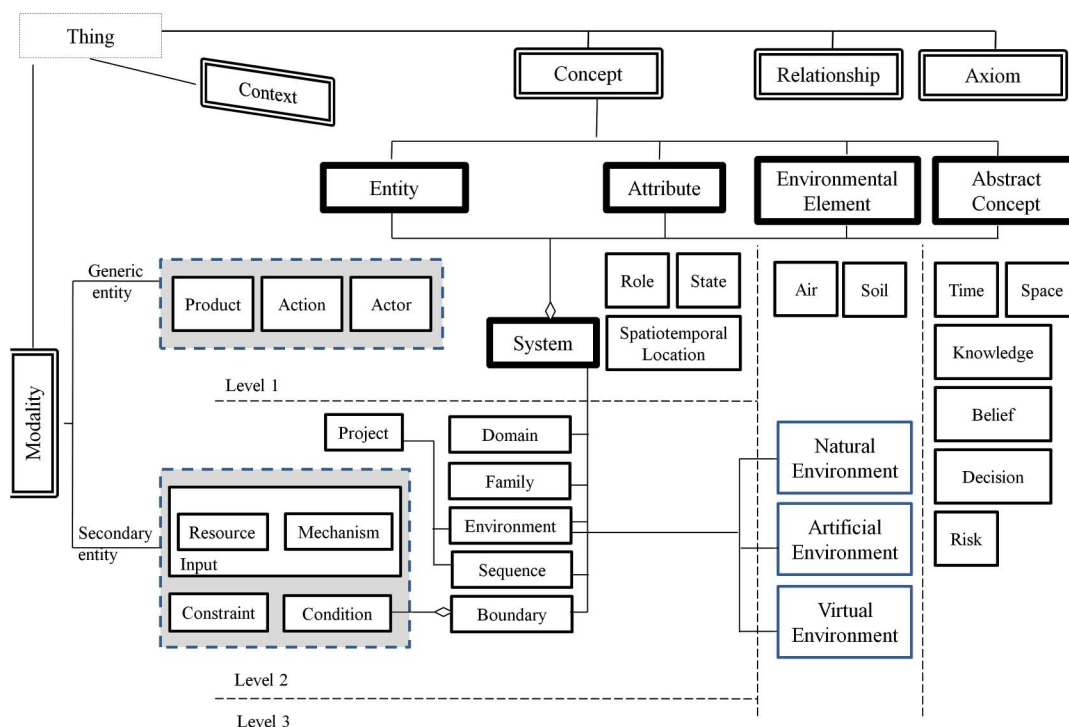 Thing
Context
Concept
Relationship
Axiom
Entity
Attribute
Environmental
Element
Abstract
Concept
Generic
entity
Product
Action
Actor
System
Role
State
Spatiotemporal
Location
Air
Soil
Time
Space
Knowledge
Belief
Decision
Risk
Level 1
Modality
Project
Domain
Family
Environment
Sequence
Boundary
Natural
Environment
Artificial
Environment
Virtual
Environment
Secondary
entity
Resource
Mechanism
Input
Constraint
Condition
Level 2
Level 3